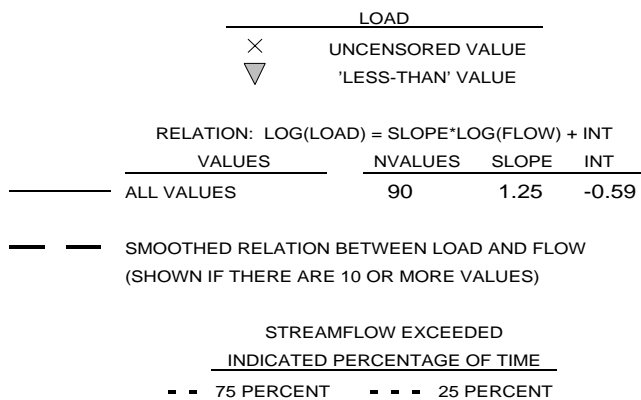 LOAD
UNCENSORED VALUE
'LESS-THAN' VALUE
RELATION: LOG(LOAD) = SLOPE*LOG(FLOW) + INT
VALUES NVALUES SLOPE INT
ALL VALUES 90 1.25 -0.59
SMOOTHED RELATION BETWEEN LOAD AND FLOW
(SHOWN IF THERE ARE 10 OR MORE VALUES)
STREAMFLOW EXCEEDED
INDICATED PERCENTAGE OF TIME
75 PERCENT 25 PERCENT